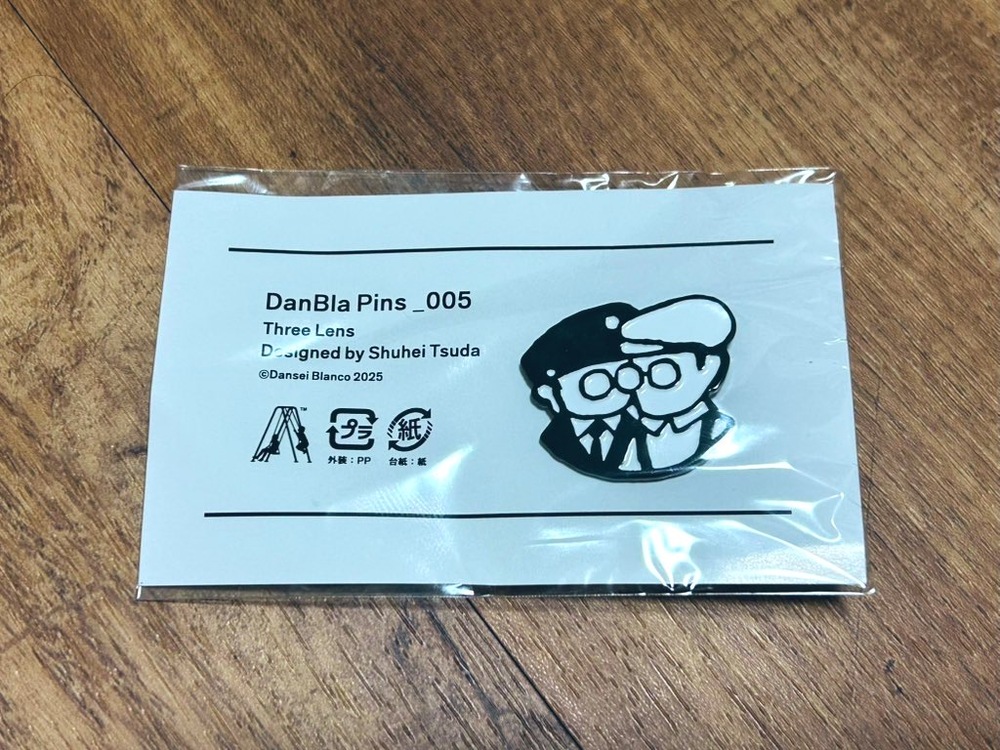 DanBla Pins _005
Three Lens
Designed by Shuhei Tsuda
©Dansei Blanco 2025
TM
プラ
紙
外装：PP
台紙：紙